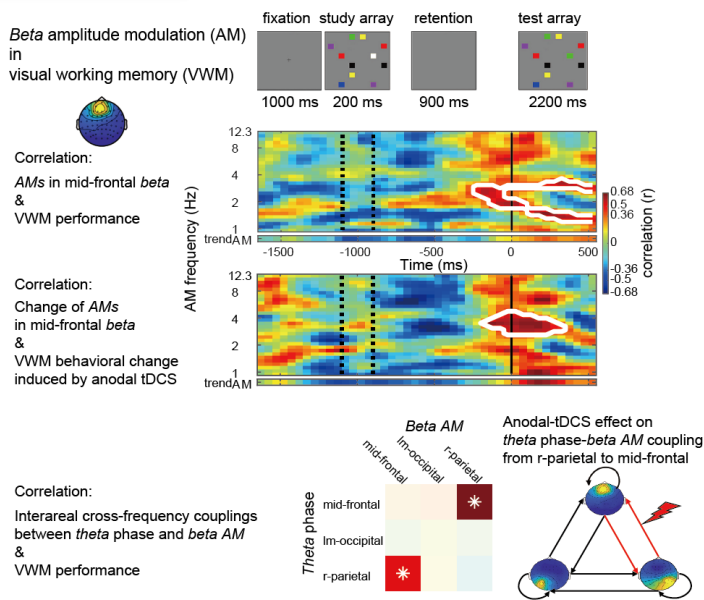 Beta amplitude modulation (AM)
in
visual working memory (VWM)
fixation
study array
retention
test array
1000 ms
200 ms
900 ms
2200 ms
Correlation:
AMs in mid-frontal beta
&
VWM performance
AM frequency (Hz)
12.3
8
4
2
1
trendAM
-1500
-1000
-500
0
500
Time (ms)
0.68
0.5
0.36
0
-0.36
-0.5
-0.68
correlation (r)
Correlation:
Change of AMs
in mid-frontal beta
&
VWM behavioral change
induced by anodal tDCS
12.3
8
4
2
1
trendAM
Correlation:
Interareal cross-frequency couplings
between theta phase and beta AM
&
VWM performance
Beta AM
mid-frontal
lm-occipital
r-parietal
Theta phase
mid-frontal
lm-occipital
r-parietal
Anodal-tDCS effect on
theta phase-beta AM coupling
from r-parietal to mid-frontal